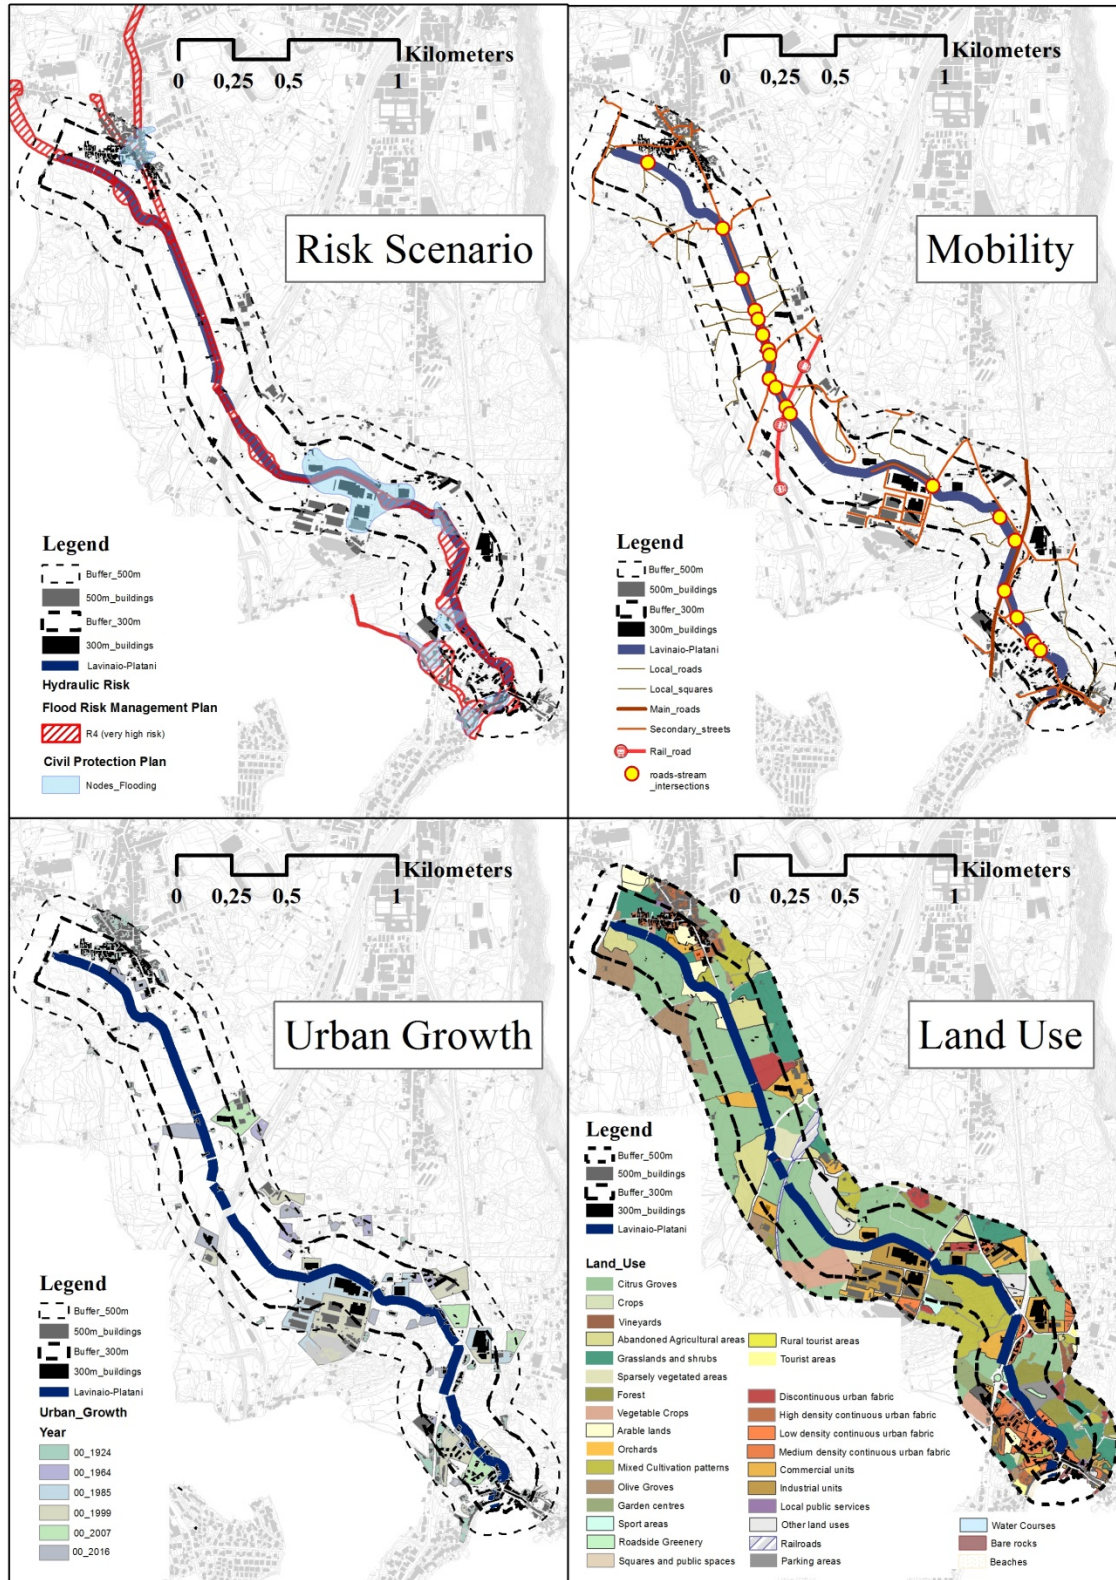 Kilometers
0 0,25 0,5 1
Risk Scenario
Legend
Buffer_500m
500m_buildings
Buffer_300m
300m_buildings
Lavinaio-Platani
Hydraulic Risk
Flood Risk Management Plan
R4 (very high risk)
Civil Protection Plan
Nodes_Flooding
Kilometers
0 0,25 0,5 1
Mobility
Legend
Buffer_500m
500m_buildings
Buffer_300m
300m_buildings
Lavinaio-Platani
Local_roads
Local_squares
Main_roads
Secondary_streets
Rail_road
roads-stream
_intersections
Kilometers
0 0,25 0,5 1
Urban Growth
Legend
Buffer_500m
500m_buildings
Buffer_300m
300m_buildings
Lavinaio-Platani
Urban_Growth
Year
00_1924
00_1964
00_1985
00_1999
00_2007
00_2016
Kilometers
0 0,25 0,5 1
Land Use
Legend
Buffer_500m
500m_buildings
Buffer_300m
300m_buildings
Lavinaio-Platani
Land_Use
Citrus Groves
Crops
Vineyards
Abandoned Agricultural areas
Grasslands and shrubs
Sparsely vegetated areas
Forest
Vegetable Crops
Arable lands
Orchards
Mixed Cultivation patterns
Olive Groves
Garden centres
Sport areas
Roadside Greenery
Squares and public spaces
Rural tourist areas
Tourist areas
Discontinuous urban fabric
High density continuous urban fabric
Low density continuous urban fabric
Medium density continuous urban fabric
Commercial units
Industrial units
Local public services
Other land uses
Railroads
Parking areas
Water Courses
Bare rocks
Beaches